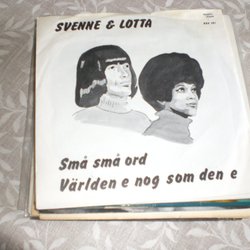 SVENNE & LOTTA
Små små ord
Världen e nog som den e